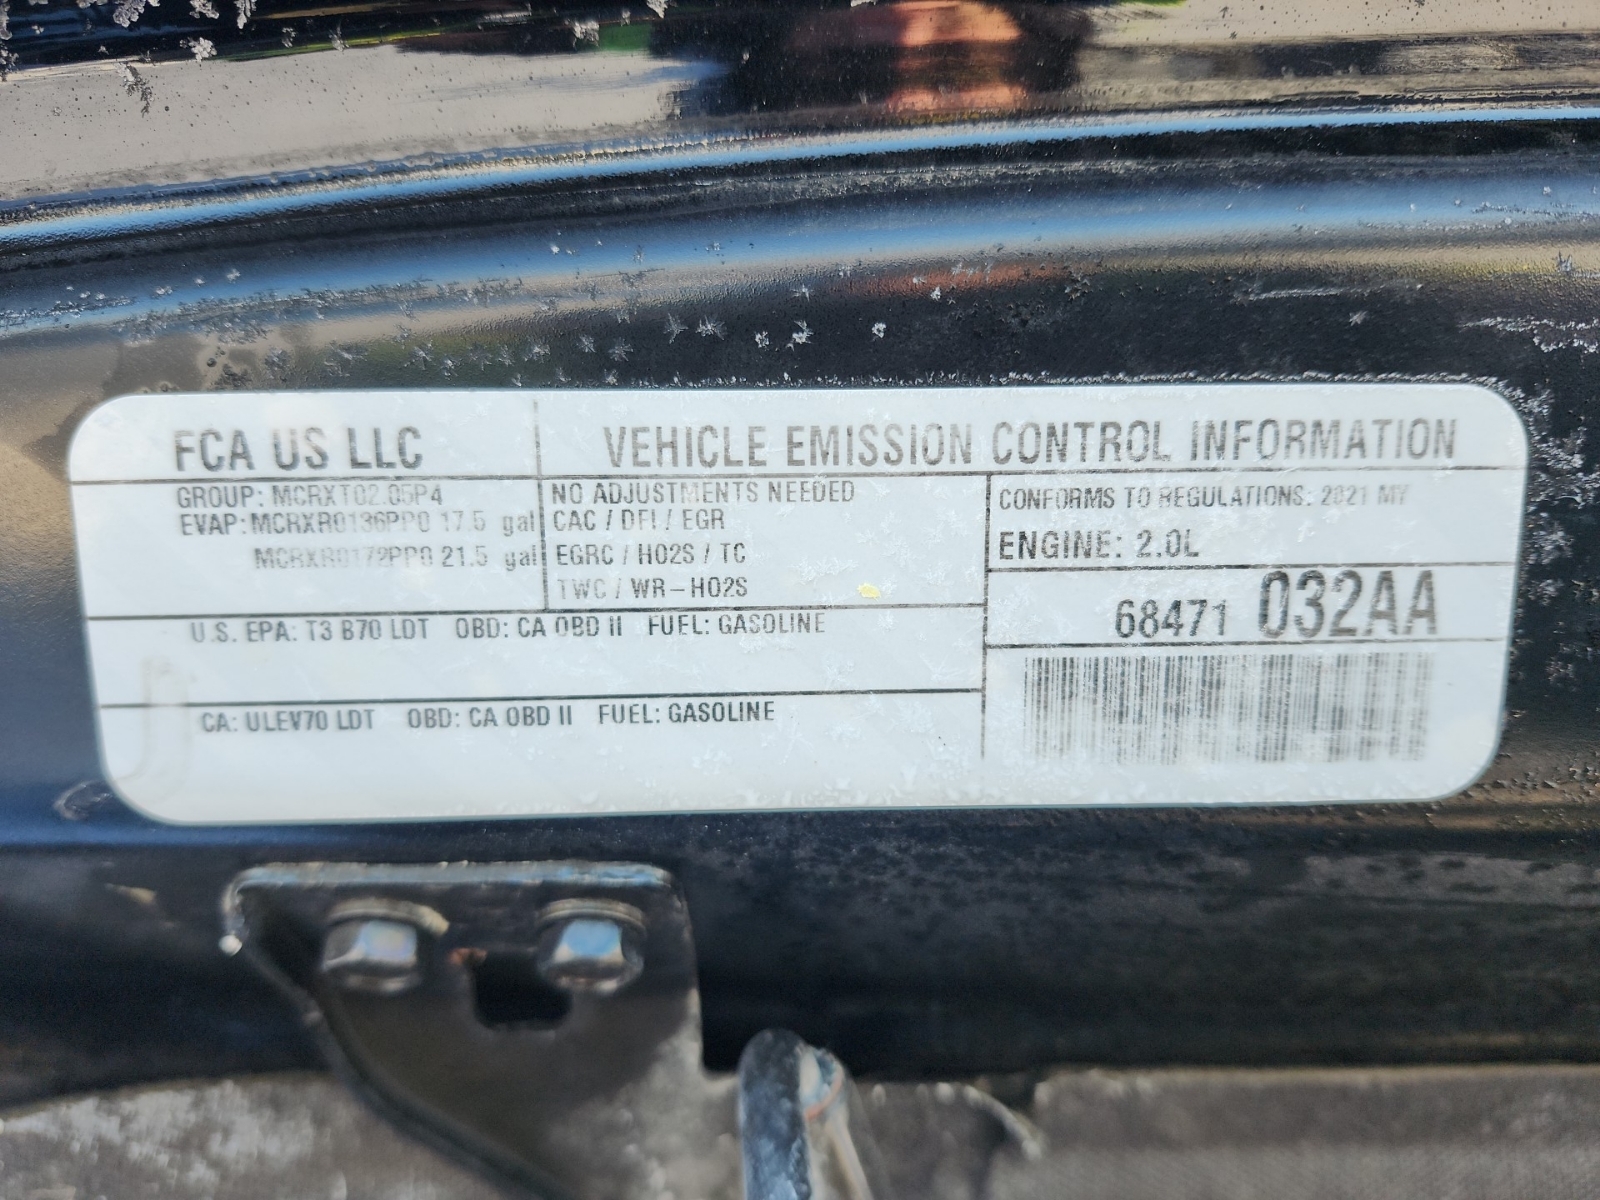 FCA US LLC
VEHICLE EMISSION CONTROL INFORMATION
GROUP: MCRXT02.05P4
EVAP: MCRXR0136PP0 17.5 gal
MCRXR0172PP0 21.5 gal
NO ADJUSTMENTS NEEDED
CAC / DFI / EGR
EGRC / HO2S / TC
TWC / WR-HO2S
CONFORMS TO REGULATIONS: 2021 MY
ENGINE: 2.0L
68471 032AA
U.S. EPA: T3 B70 LDT OBD: CA OBD II FUEL: GASOLINE
CA: ULEV70 LDT OBD: CA OBD II FUEL: GASOLINE